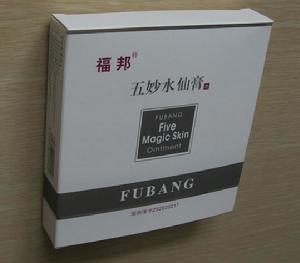 福邦
五妙水仙膏
FUBANG
Five
Magic Skin
Ointment
FUBANG